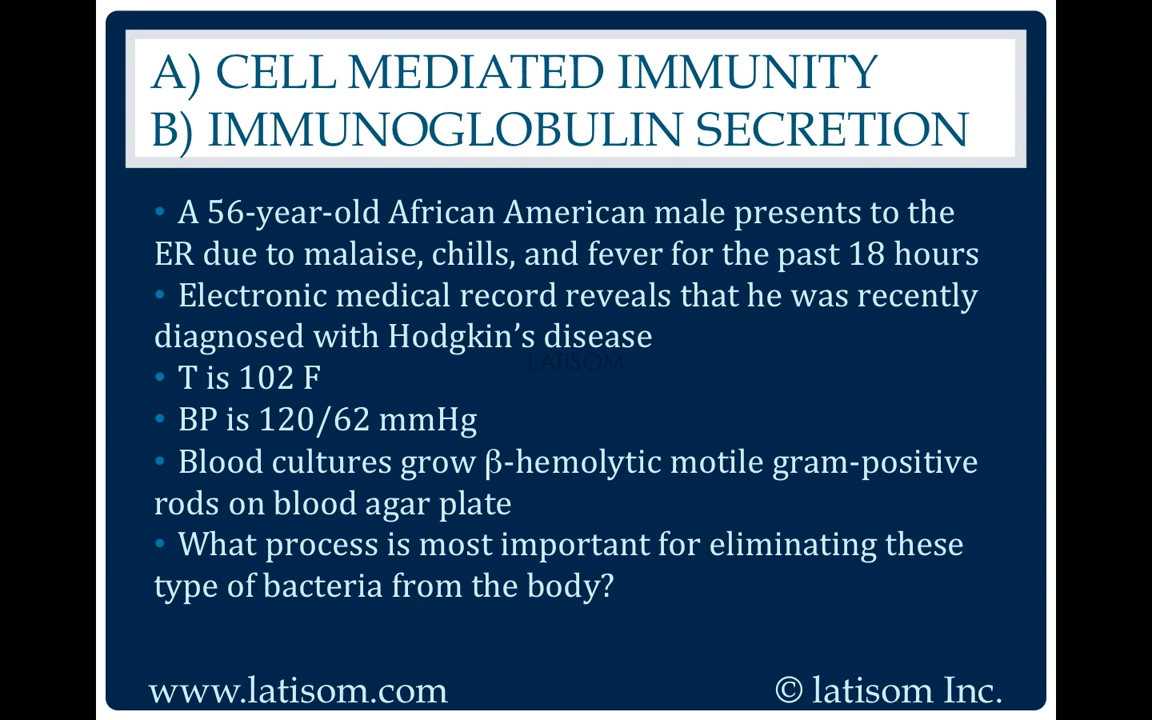 A) CELL MEDIATED IMMUNITY
B) IMMUNOGLOBULIN SECRETION
• A 56-year-old African American male presents to the
ER due to malaise, chills, and fever for the past 18 hours
• Electronic medical record reveals that he was recently
diagnosed with Hodgkin’s disease
LATISOM
• T is 102 F
• BP is 120/62 mmHg
• Blood cultures grow β-hemolytic motile gram-positive
rods on blood agar plate
• What process is most important for eliminating these
type of bacteria from the body?
www.latisom.com © latisom Inc.